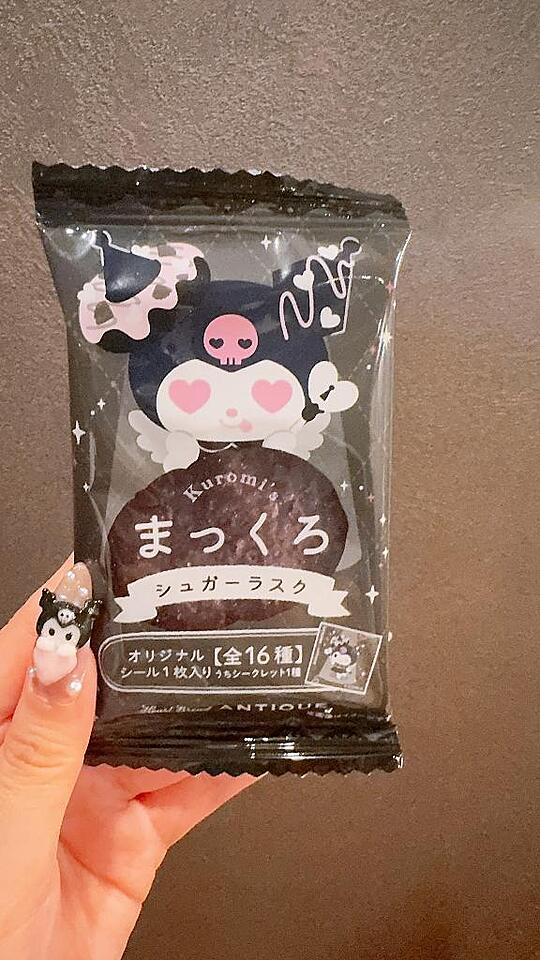 Kuromi's
まっくろ
シュガーラスク
オリジナル【全16種】
シール1枚入りうちシークレット1種
Heart Bread ANTIQUE